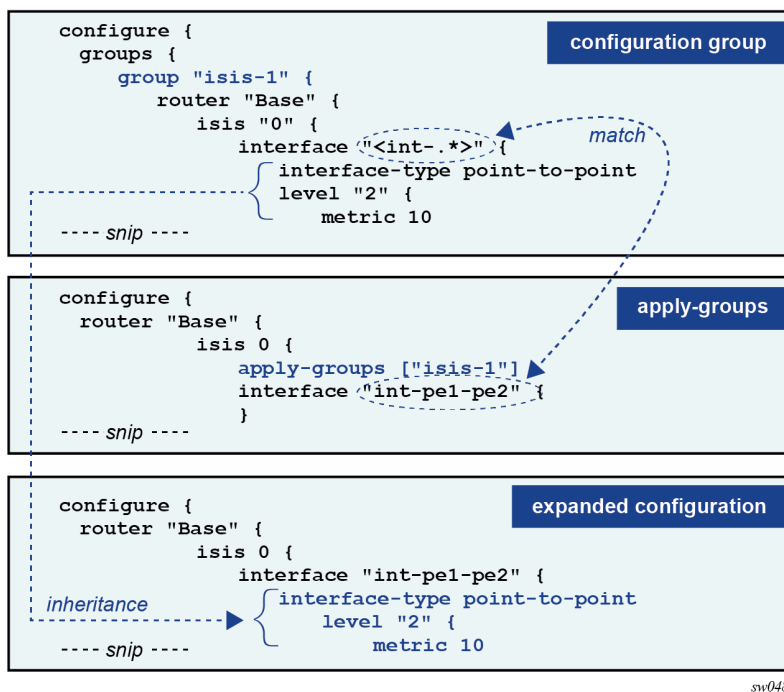 configure {
configuration group
groups {
group "isis-1" {
router "Base" {
isis "0" {
interface "<int-.*>" {
match
interface-type point-to-point
level "2" {
metric 10
---- snip ----
configure {
apply-groups
router "Base" {
isis 0 {
apply-groups ["isis-1"]
interface "int-pe1-pe2" {
}
---- snip ----
configure {
expanded configuration
router "Base" {
isis 0 {
interface "int-pe1-pe2" {
inheritance
interface-type point-to-point
level "2" {
metric 10
---- snip ----